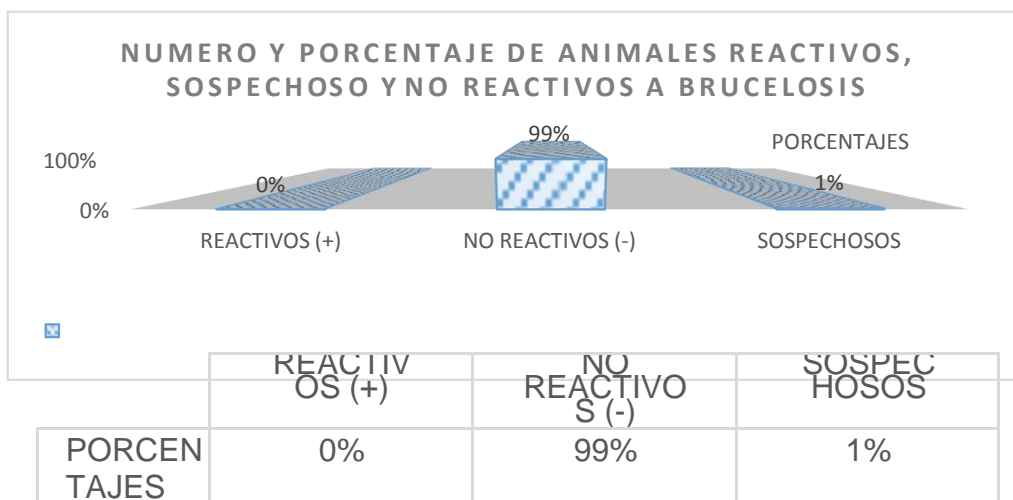 NUMERO Y PORCENTAJE DE ANIMALES REACTIVOS,
SOSPECHOSO Y NO REACTIVOS A BRUCELOSIS
99%
PORCENTAJES
100%
0%
1%
0%
REACTIVOS (+)
NO REACTIVOS (-)
SOSPECHOSOS
REACTIV
OS (+)
NO
REACTIVO
S (-)
SOSPEC
HOSOS
PORCEN
TAJES
0%
99%
1%